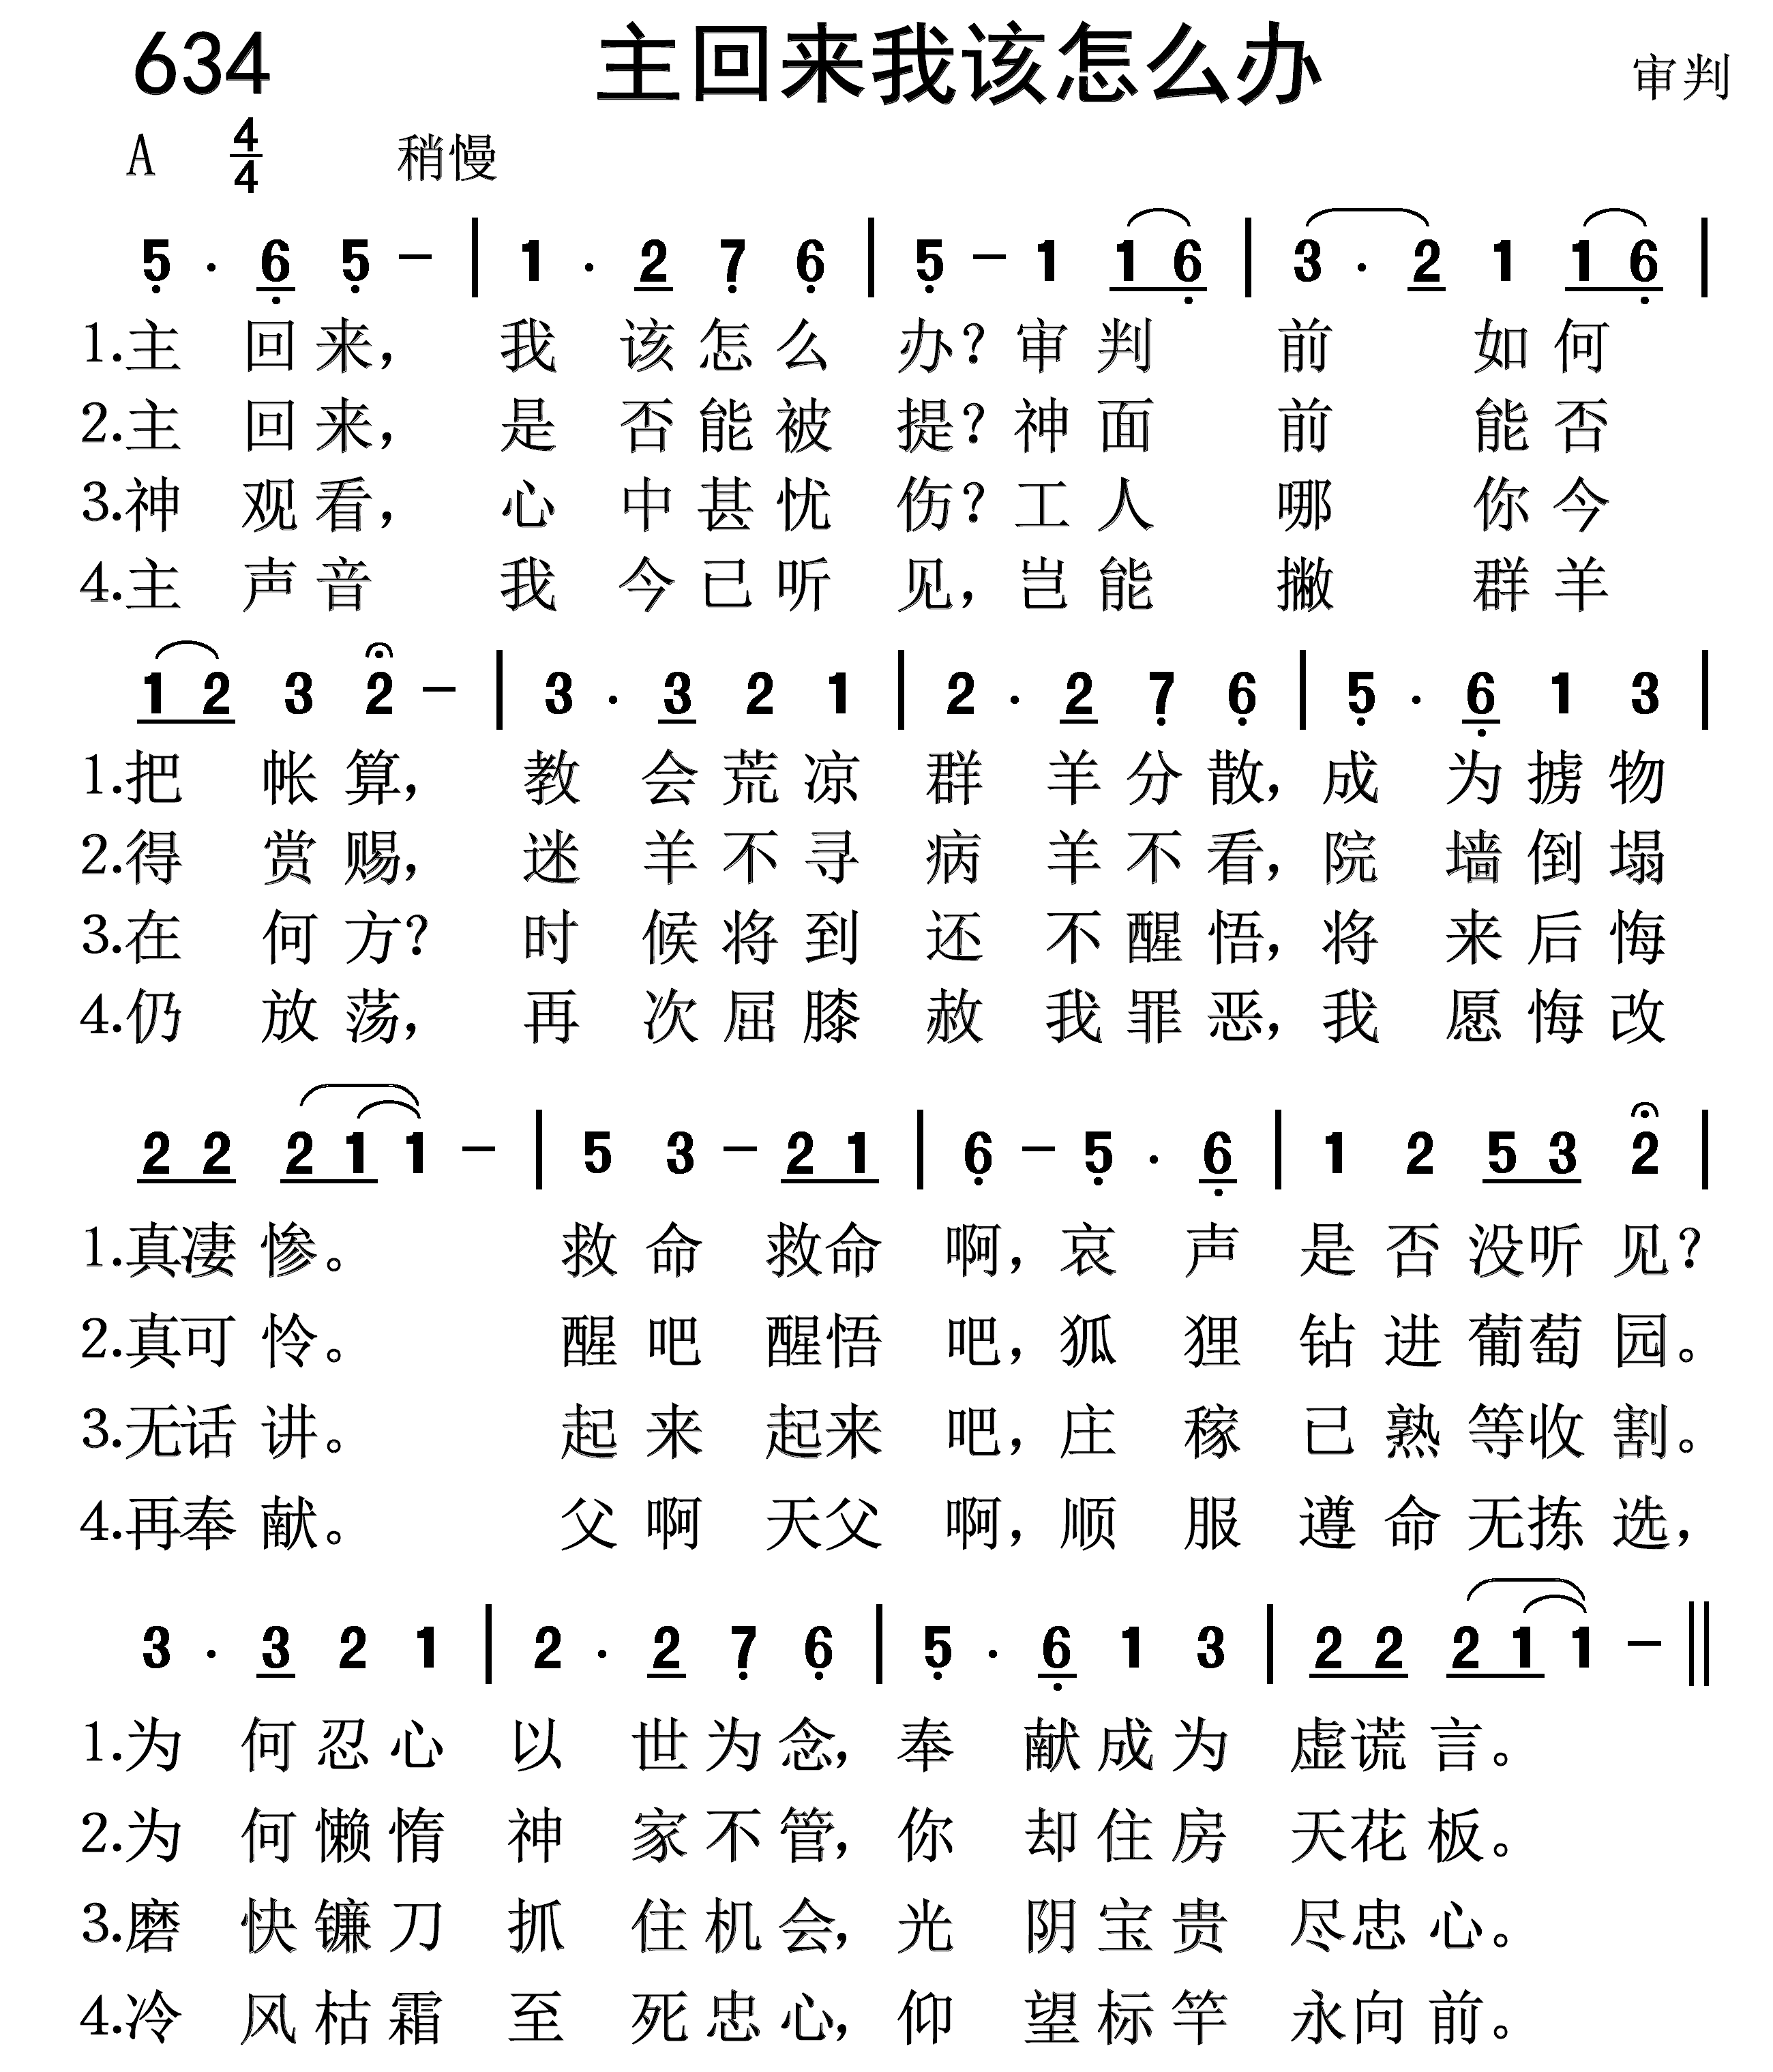 634 主回来我该怎么办 审判
A 4/4 稍慢
5 . 6 5 – | 1 . 2 7 6 | 5 – 1 1 6 | 3 . 2 1 1 6 |
1.主回来，我该怎么办？审判前如何
2.主回来，是否能被提？神面前能否
3.神观看，心中甚忧伤？工人哪你今
4.主声音我今已听见，岂能撇群羊
1 2 3 2 – | 3 . 3 2 1 | 2 . 2 7 6 | 5 . 6 1 3 |
1.把帐算，教会荒凉群羊分散，成为掳物
2.得赏赐，迷羊不寻病羊不看，院墙倒塌
3.在何方？时候将到还不醒悟，将来后悔
4.仍放荡，再次屈膝赦我罪恶，我愿悔改
2 2 2 1 1 – | 5 3 – 2 1 | 6 – 5 . 6 | 1 2 5 3 2 |
1.真凄惨。救命救命啊，哀声是否没听见？
2.真可怜。醒吧醒悟吧，狐狸钻进葡萄园。
3.无话讲。起来起来吧，庄稼已熟等收割。
4.再奉献。父啊天父啊，顺服遵命无拣选，
3 . 3 2 1 | 2 . 2 7 6 | 5 . 6 1 3 | 2 2 2 1 1 – ||
1.为何忍心以世为念，奉献成为虚谎言。
2.为何懒惰神家不管，你却住房天花板。
3.磨快镰刀抓住机会，光阴宝贵尽忠心。
4.冷风枯霜至死忠心，仰望标竿永向前。